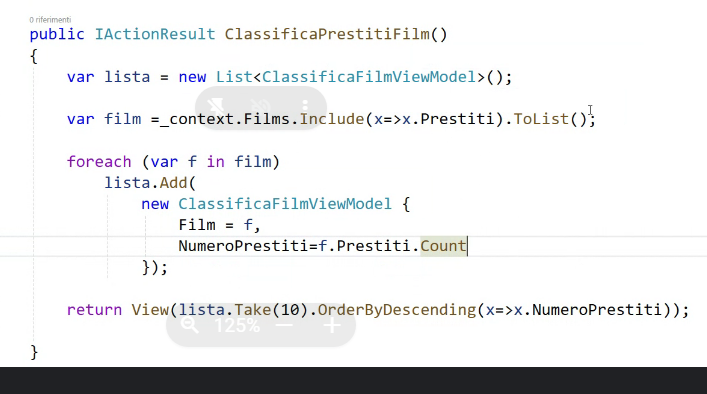 0 riferimenti
public IActionResult ClassificaPrestitiFilm()
{
var lista = new List<ClassificaFilmViewModel>();
var film =_context.Films.Include(x=>x.Prestiti).ToList();
foreach (var f in film)
lista.Add(
new ClassificaFilmViewModel {
Film = f,
NumeroPrestiti=f.Prestiti.Count
});
return View(lista.Take(10).OrderByDescending(x=>x.NumeroPrestiti));
125%
}